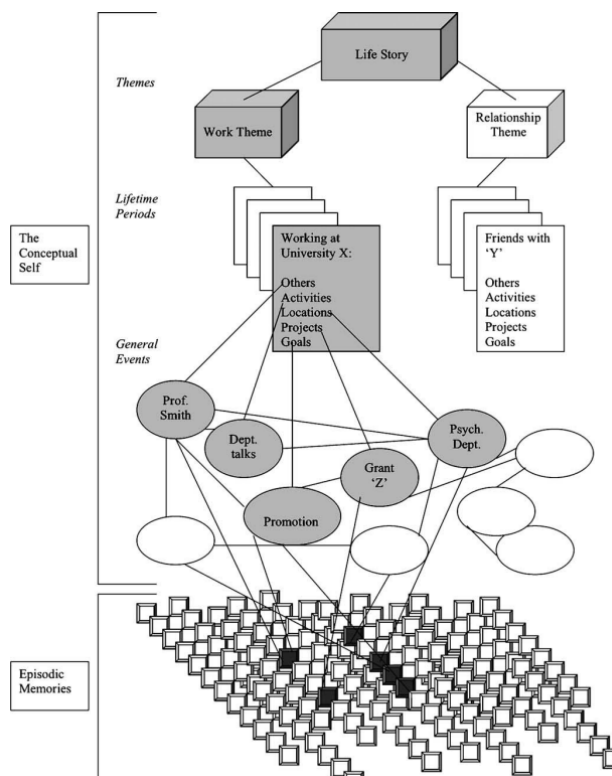 Life Story
Themes
Work Theme
Relationship
Theme
Lifetime
Periods
The
Conceptual
Self
Working at
University X:
Others
Activities
Locations
Projects
Goals
Friends with
‘Y’
Others
Activities
Locations
Projects
Goals
General
Events
Prof.
Smith
Dept.
talks
Psych.
Dept.
Grant
‘Z’
Promotion
Episodic
Memories